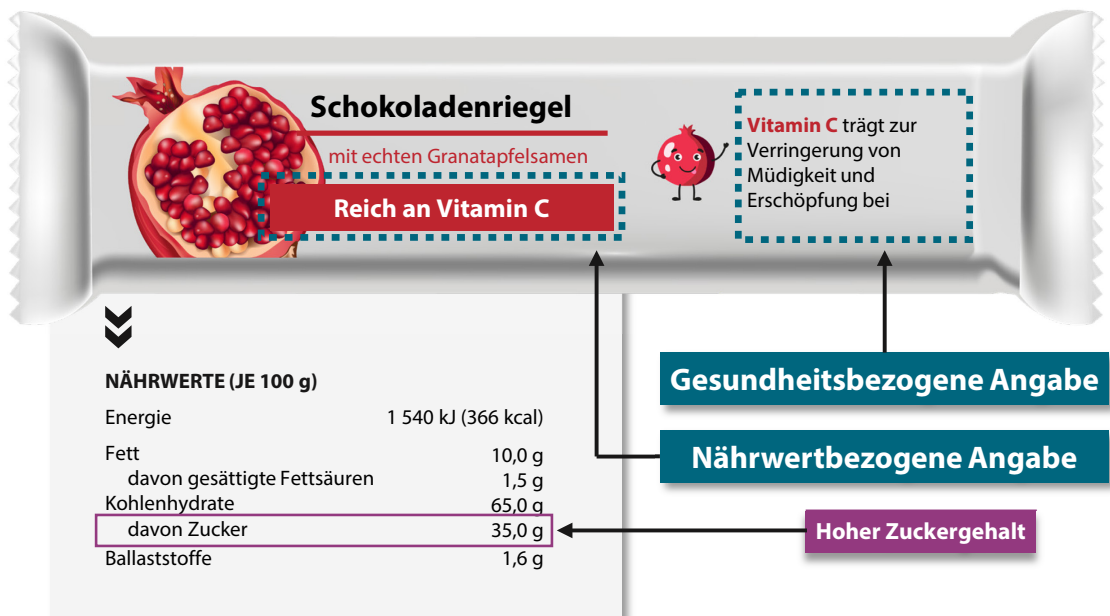 Schokoladenriegel
mit echten Granatapfelsamen
Reich an Vitamin C
Vitamin C trägt zur
Verringerung von
Müdigkeit und
Erschöpfung bei
NÄHRWERTE (JE 100 g)
Energie 1 540 kJ (366 kcal)
Fett 10,0 g
davon gesättigte Fettsäuren 1,5 g
Kohlenhydrate 65,0 g
davon Zucker 35,0 g
Ballaststoffe 1,6 g
Gesundheitsbezogene Angabe
Nährwertbezogene Angabe
Hoher Zuckergehalt